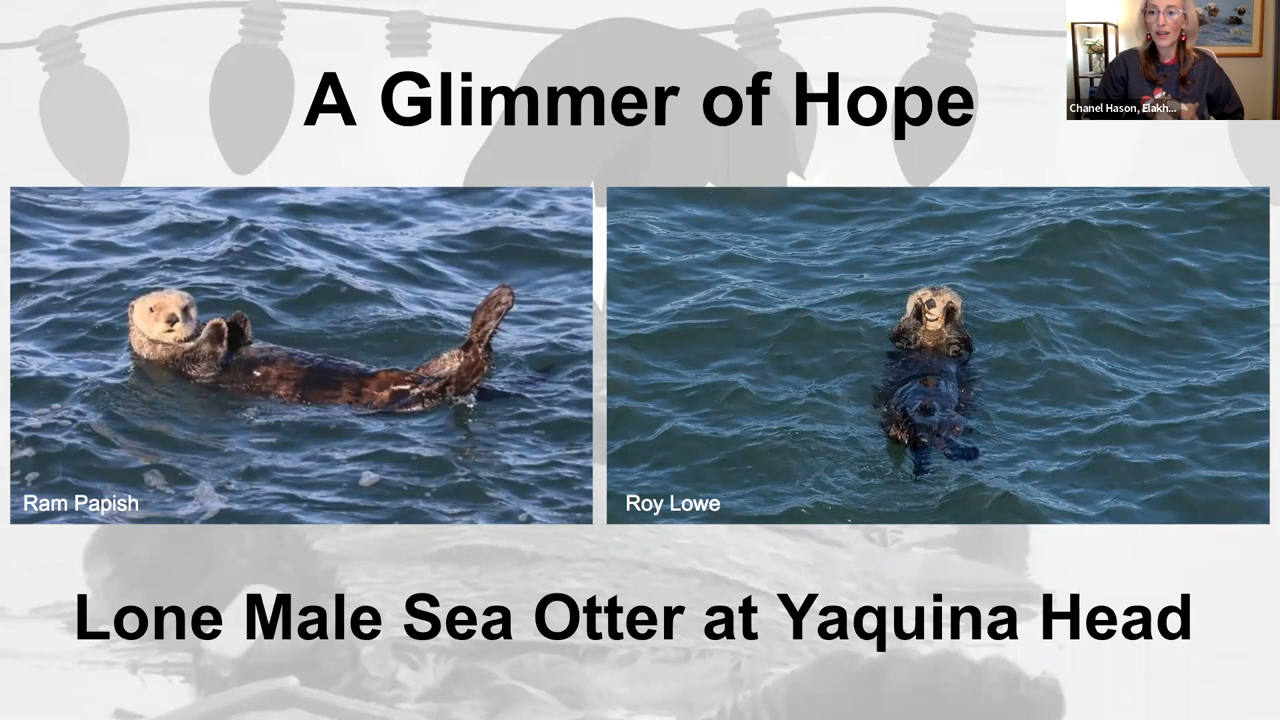 A Glimmer of Hope
Chanel Hason, Elakh...
Ram Papish
Roy Lowe
Lone Male Sea Otter at Yaquina Head